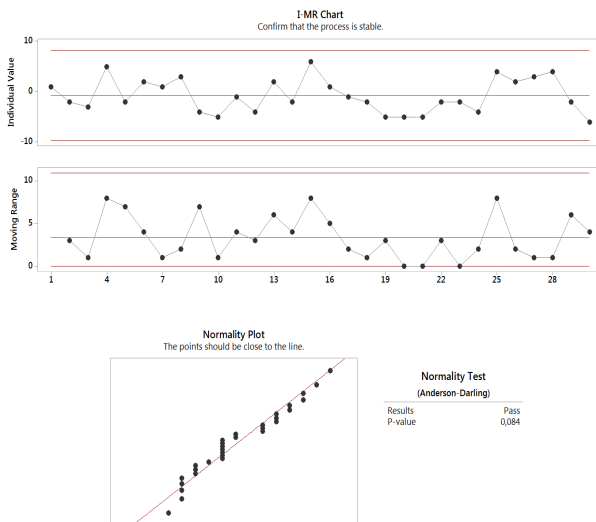 I-MR Chart
Confirm that the process is stable.
10
0
-10
Individual Value
10
5
0
Moving Range
1 4 7 10 13 16 19 22 25 28
Normality Plot
The points should be close to the line.
Normality Test
(Anderson-Darling)
Results Pass
P-value 0,084